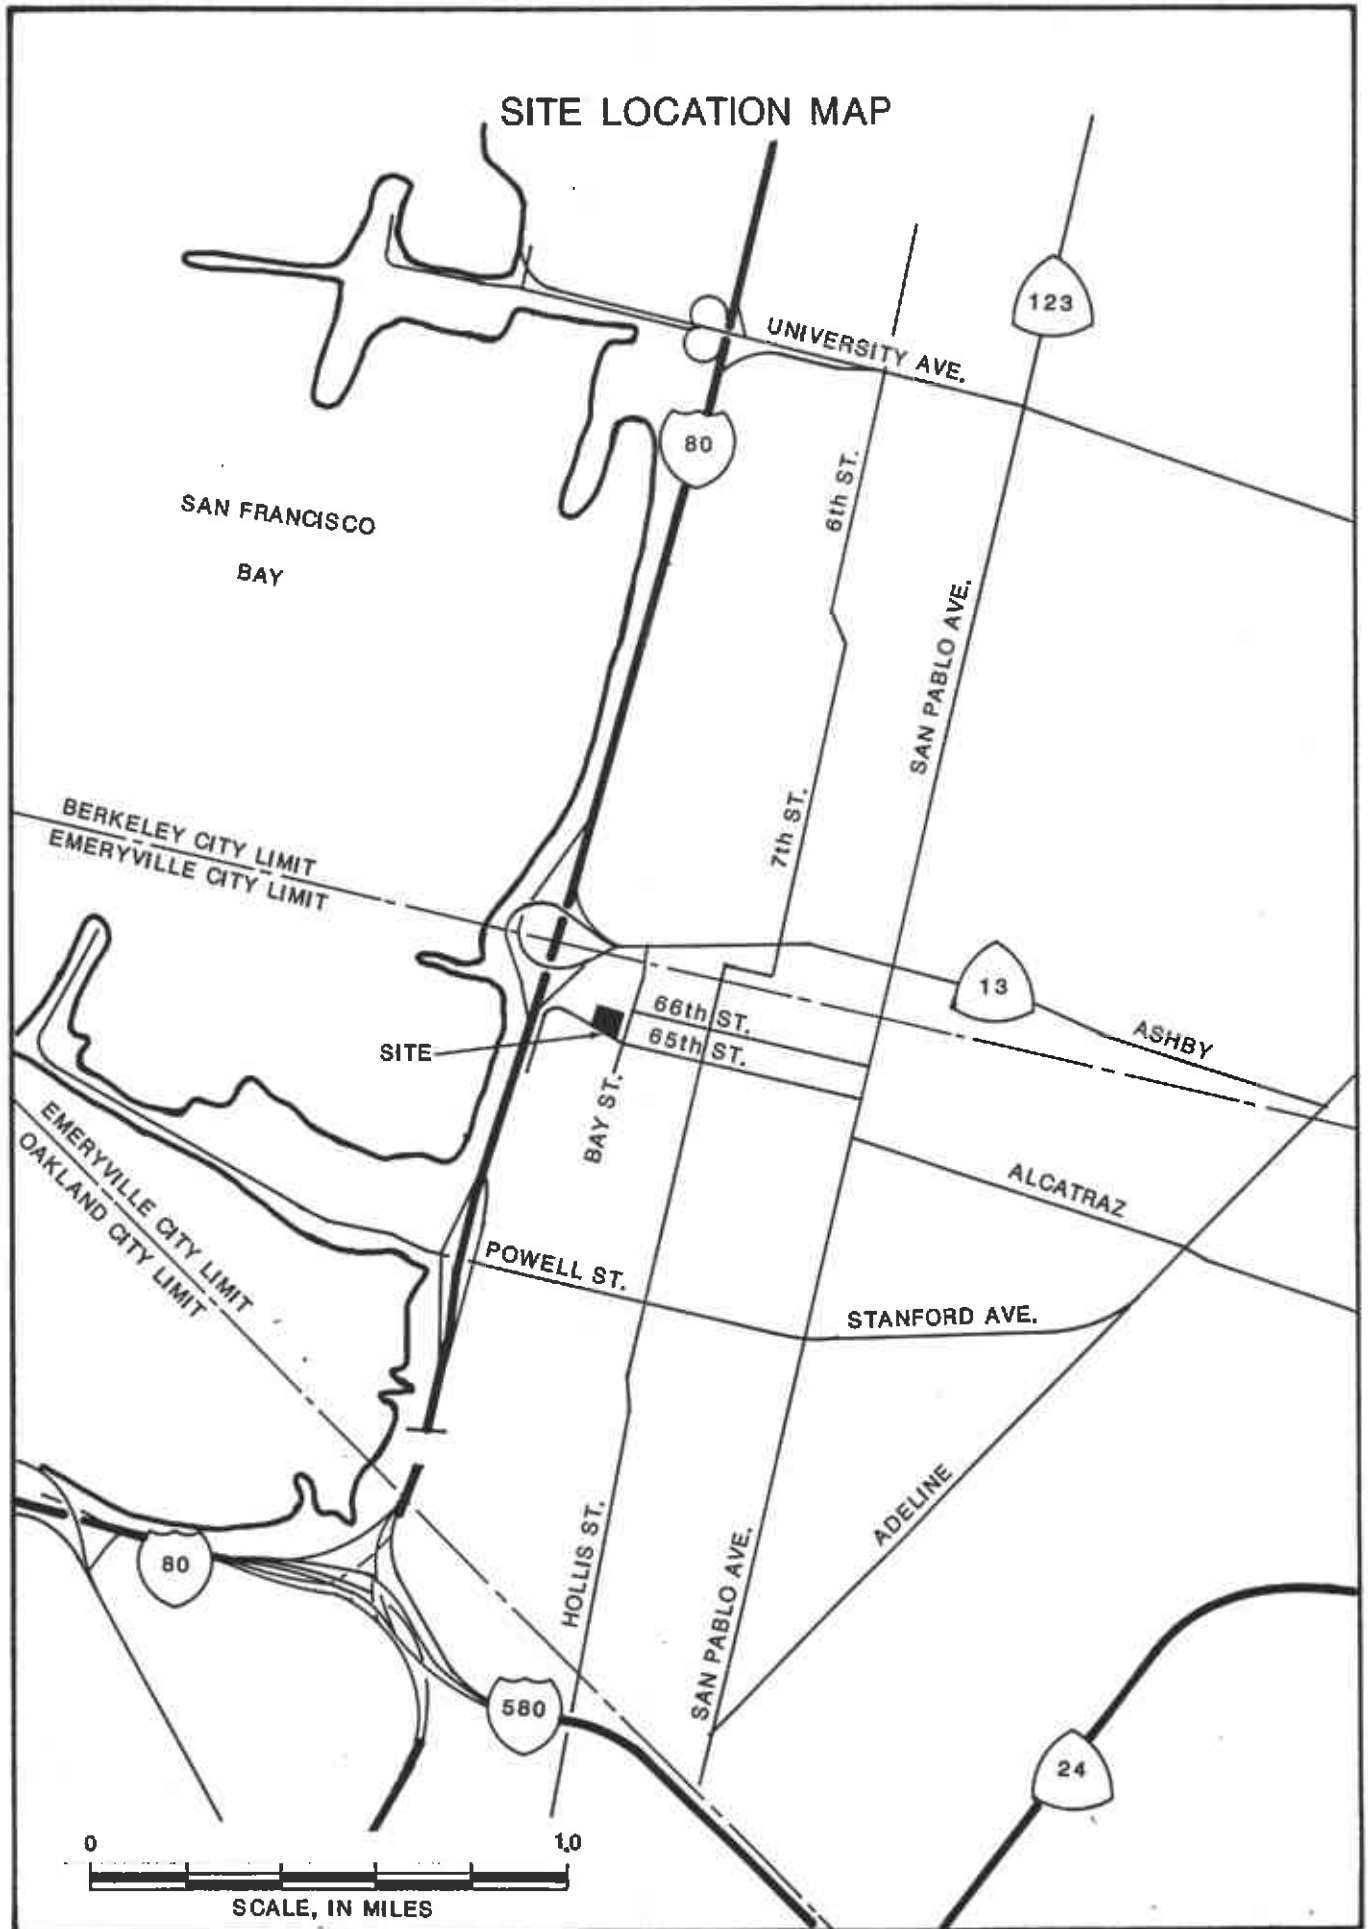 SITE LOCATION MAP
123
UNIVERSITY AVE.
80
6th ST.
SAN FRANCISCO
BAY
SAN PABLO AVE.
7th ST.
BERKELEY CITY LIMIT
EMERYVILLE CITY LIMIT
13
66th ST.
65th ST.
ASHBY
SITE
BAY ST.
EMERYVILLE CITY LIMIT
OAKLAND CITY LIMIT
ALCATRAZ
POWELL ST.
STANFORD AVE.
ADELINE
HOLLIS ST.
SAN PABLO AVE.
80
580
24
0 1.0
SCALE, IN MILES